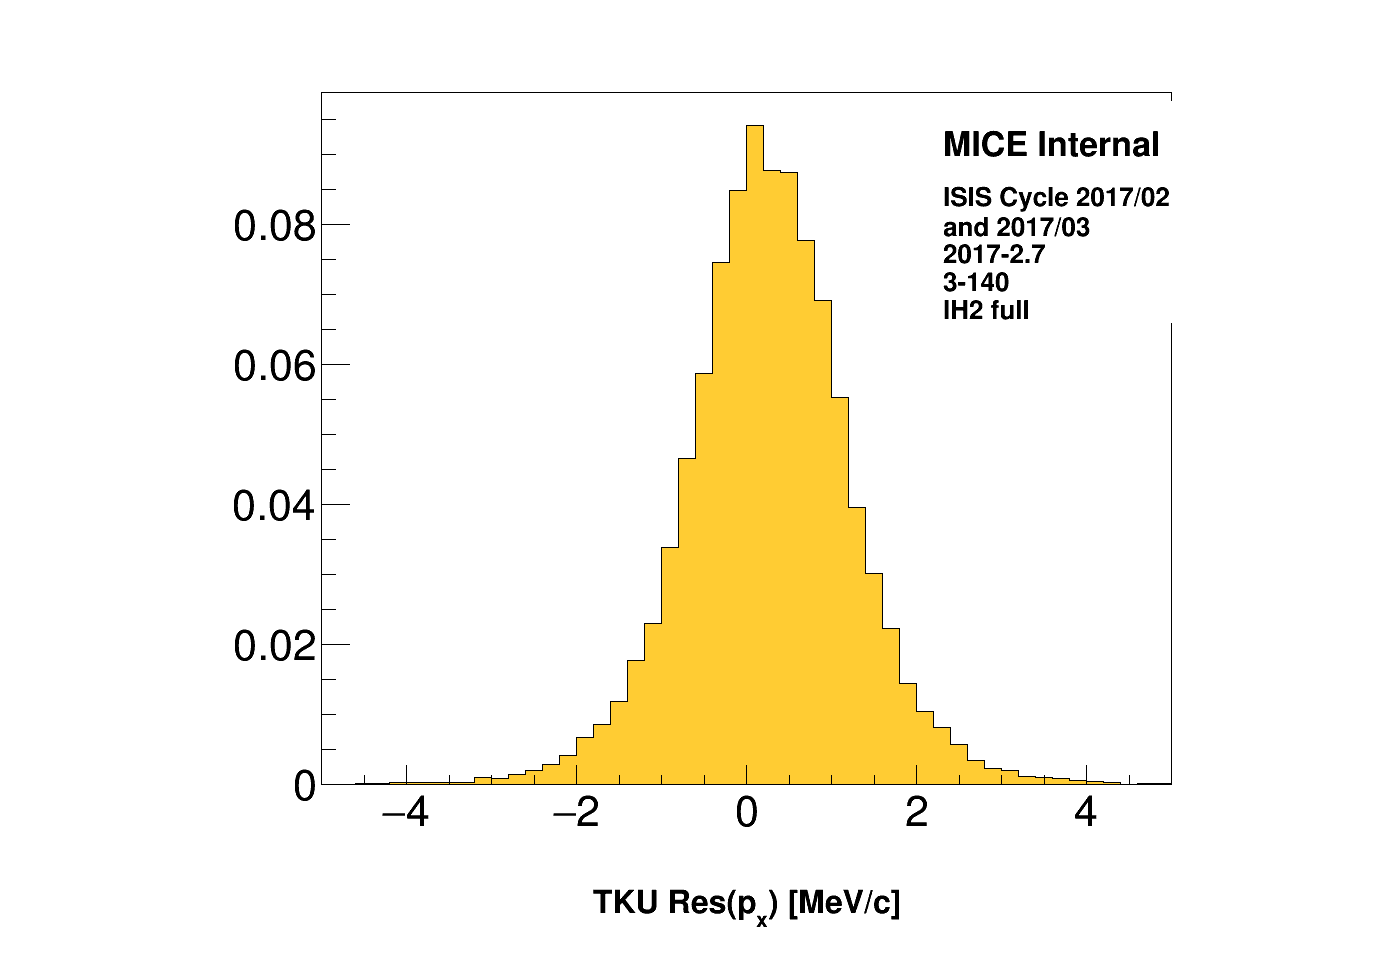 MICE Internal
ISIS Cycle 2017/02
and 2017/03
2017-2.7
3-140
IH2 full
0.08
0.06
0.04
0.02
0
−4
−2
0
2
4
TKU Res(px) [MeV/c]